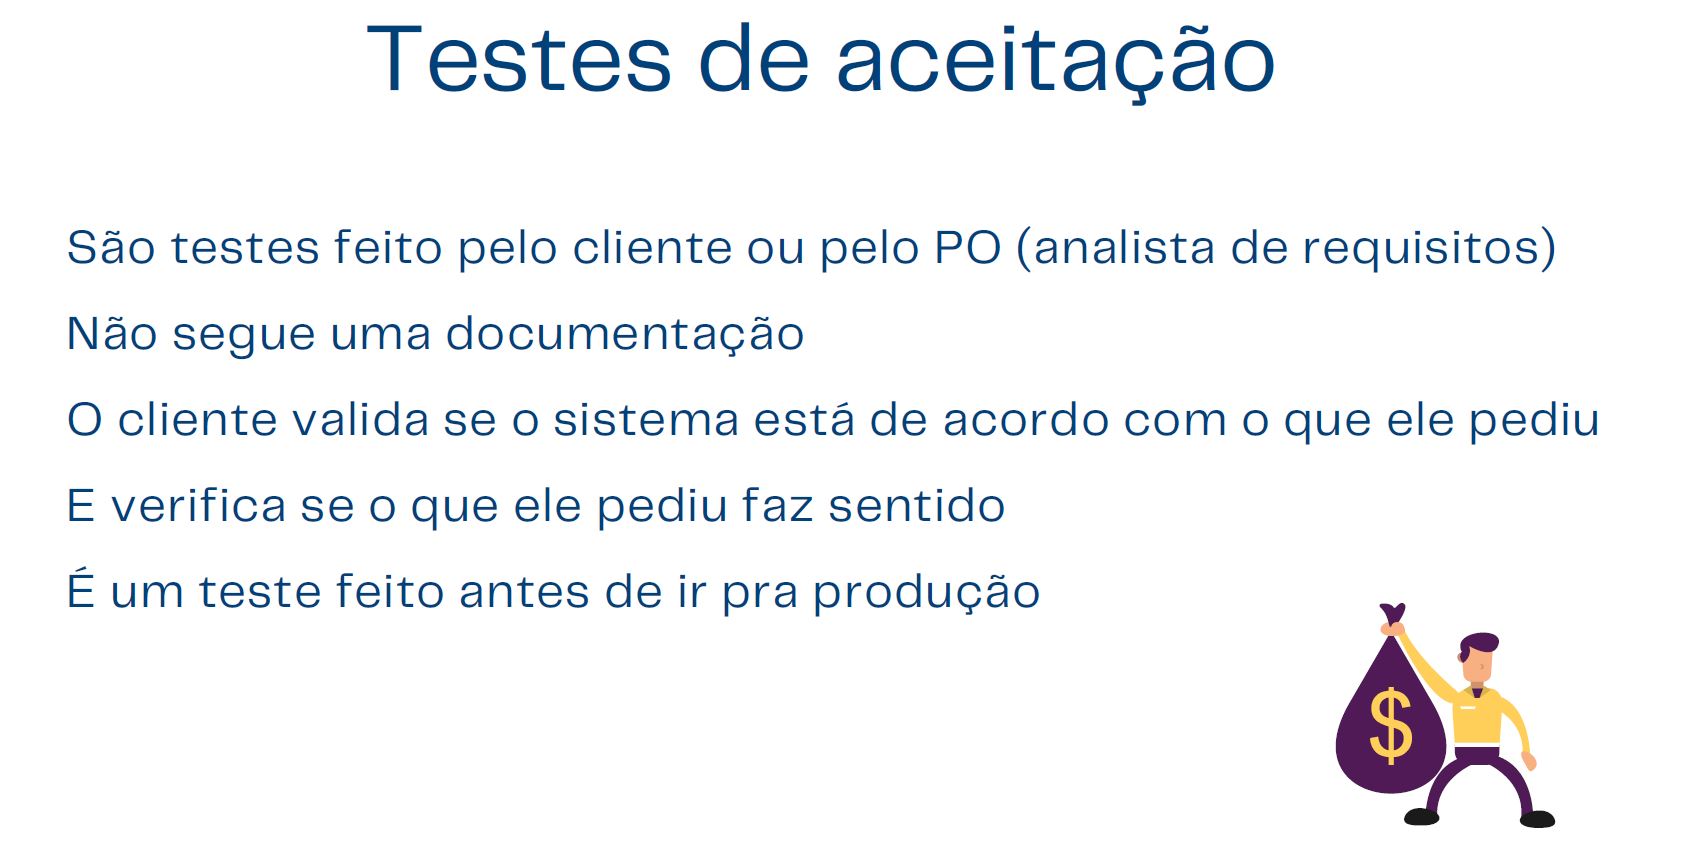 Testes de aceitação
São testes feito pelo cliente ou pelo PO (analista de requisitos)
Não segue uma documentação
O cliente valida se o sistema está de acordo com o que ele pediu
E verifica se o que ele pediu faz sentido
É um teste feito antes de ir pra produção
$